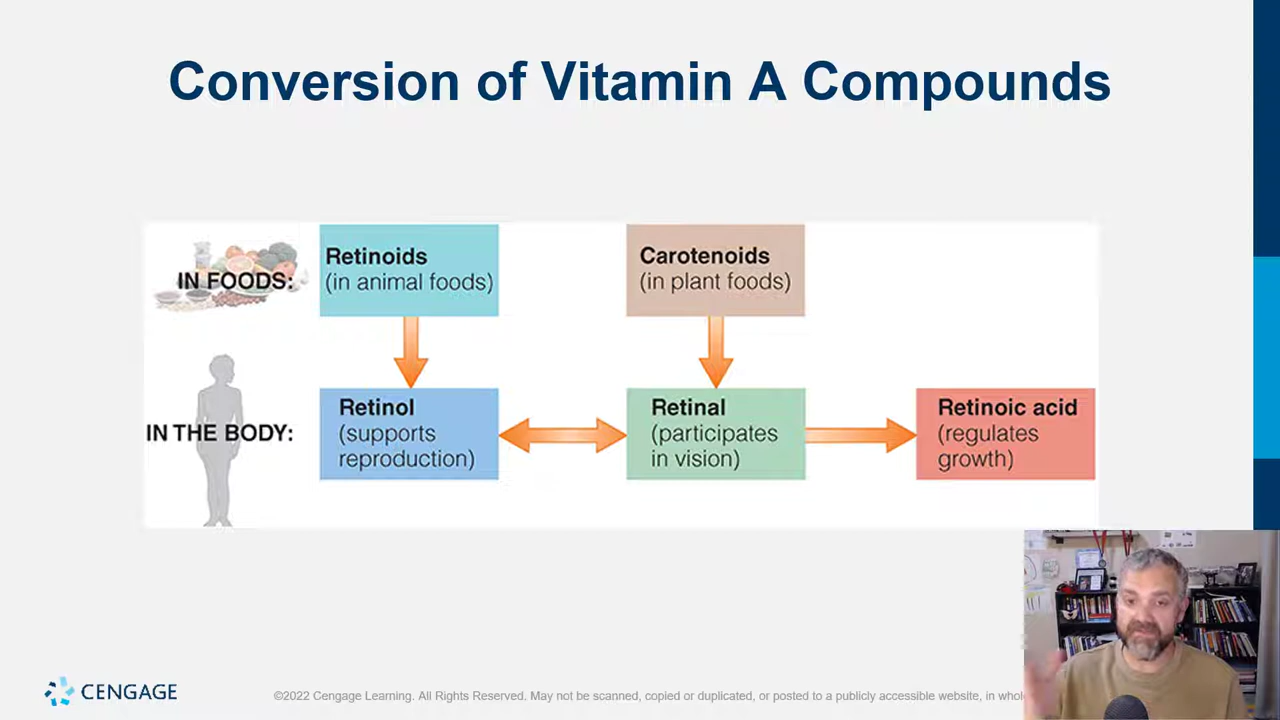 Conversion of Vitamin A Compounds
IN FOODS:
Retinoids
(in animal foods)
Carotenoids
(in plant foods)
IN THE BODY:
Retinol
(supports
reproduction)
Retinal
(participates
in vision)
Retinoic acid
(regulates
growth)
CENGAGE
©2022 Cengage Learning. All Rights Reserved. May not be scanned, copied or duplicated, or posted to a publicly accessible website, in